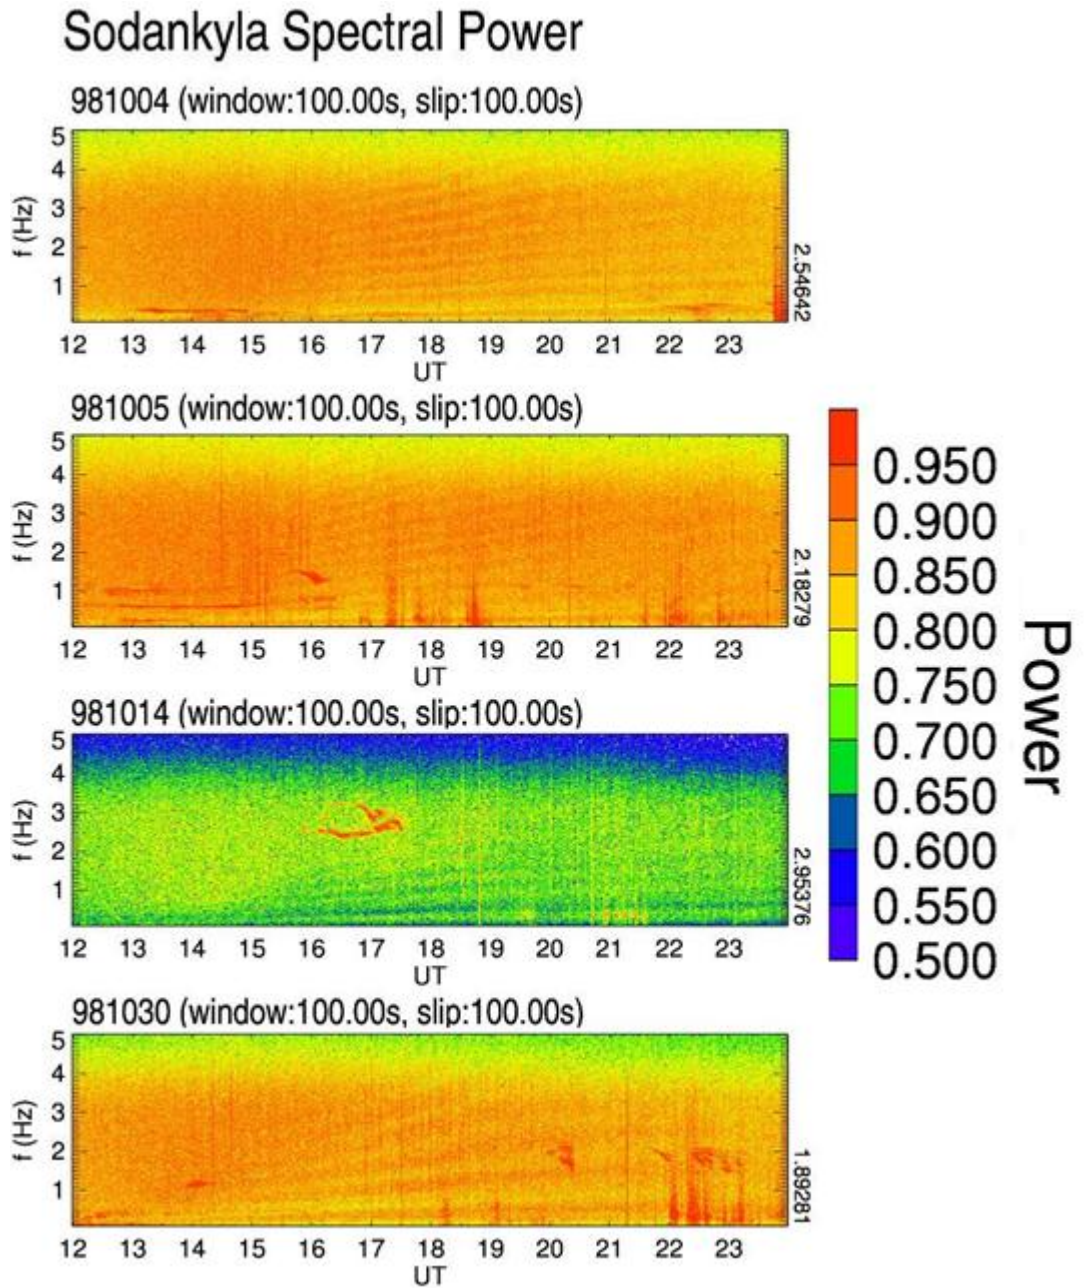 Sodankyla Spectral Power
981004 (window:100.00s, slip:100.00s)
5
4
3
2
1
f (Hz)
2.54642
12 13 14 15 16 17 18 19 20 21 22 23
UT
981005 (window:100.00s, slip:100.00s)
5
4
3
2
1
f (Hz)
2.18279
12 13 14 15 16 17 18 19 20 21 22 23
UT
981014 (window:100.00s, slip:100.00s)
5
4
3
2
1
f (Hz)
2.95376
12 13 14 15 16 17 18 19 20 21 22 23
UT
981030 (window:100.00s, slip:100.00s)
5
4
3
2
1
f (Hz)
1.89281
12 13 14 15 16 17 18 19 20 21 22 23
UT
0.950
0.900
0.850
0.800
0.750
0.700
0.650
0.600
0.550
0.500
Power